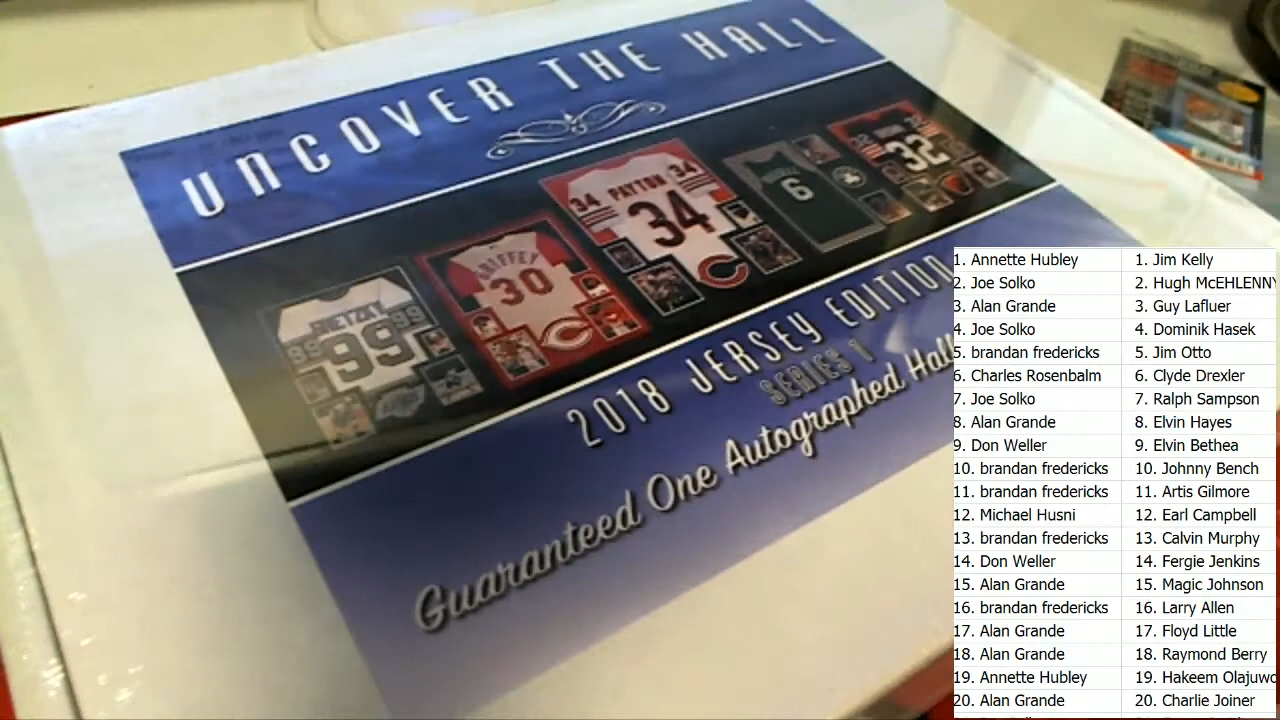 UNCOVER THE HALL
GRETZKY
99
99
99
GRIFFEY
30
34
PAYTON
34
34
6
32
32
2018 JERSEY EDITION
SERIES 1
Guaranteed One Autographed Hall
1. Annette Hubley 1. Jim Kelly
2. Joe Solko 2. Hugh McEHLENNY
3. Alan Grande 3. Guy Lafluer
4. Joe Solko 4. Dominik Hasek
5. brandan fredericks 5. Jim Otto
6. Charles Rosenbalm 6. Clyde Drexler
7. Joe Solko 7. Ralph Sampson
8. Alan Grande 8. Elvin Hayes
9. Don Weller 9. Elvin Bethea
10. brandan fredericks 10. Johnny Bench
11. brandan fredericks 11. Artis Gilmore
12. Michael Husni 12. Earl Campbell
13. brandan fredericks 13. Calvin Murphy
14. Don Weller 14. Fergie Jenkins
15. Alan Grande 15. Magic Johnson
16. brandan fredericks 16. Larry Allen
17. Alan Grande 17. Floyd Little
18. Alan Grande 18. Raymond Berry
19. Annette Hubley 19. Hakeem Olajuwo
20. Alan Grande 20. Charlie Joiner